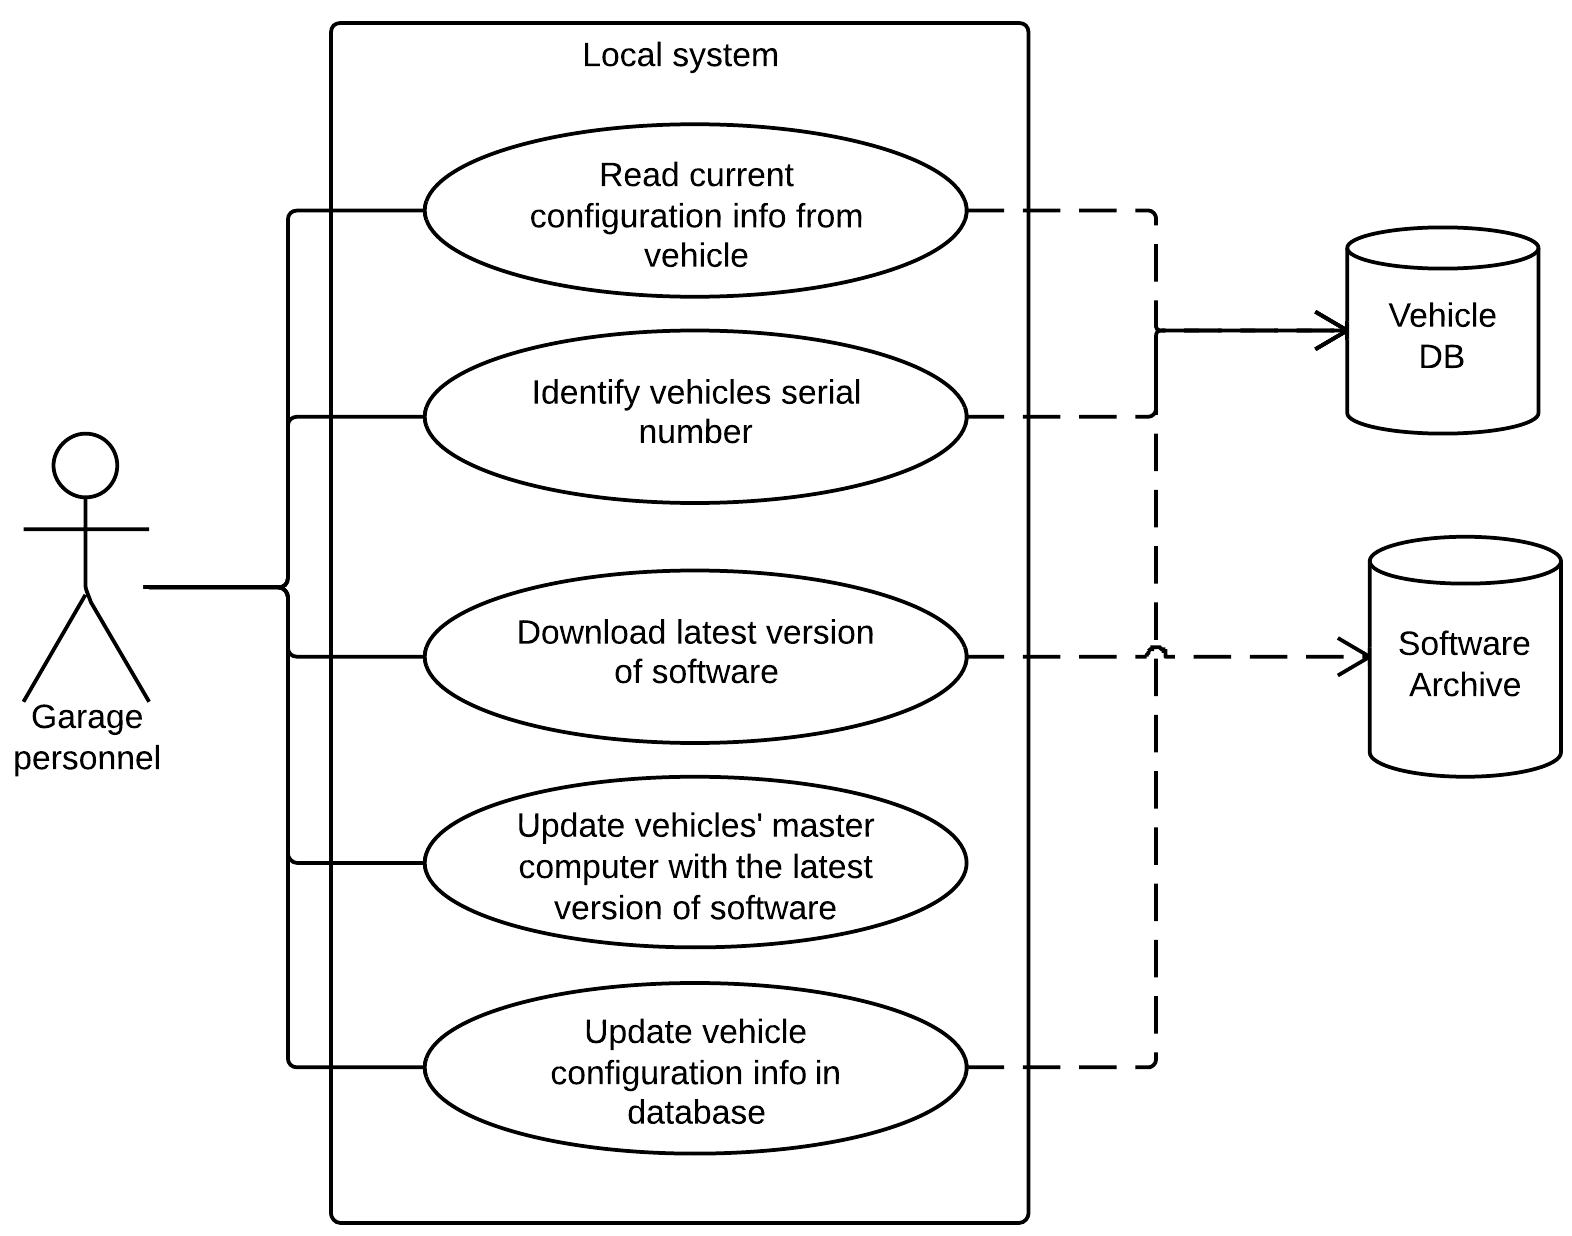 Local system
Read current
configuration info from
vehicle
Identify vehicles serial
number
Download latest version
of software
Update vehicles' master
computer with the latest
version of software
Update vehicle
configuration info in
database
Garage
personnel
Vehicle
DB
Software
Archive